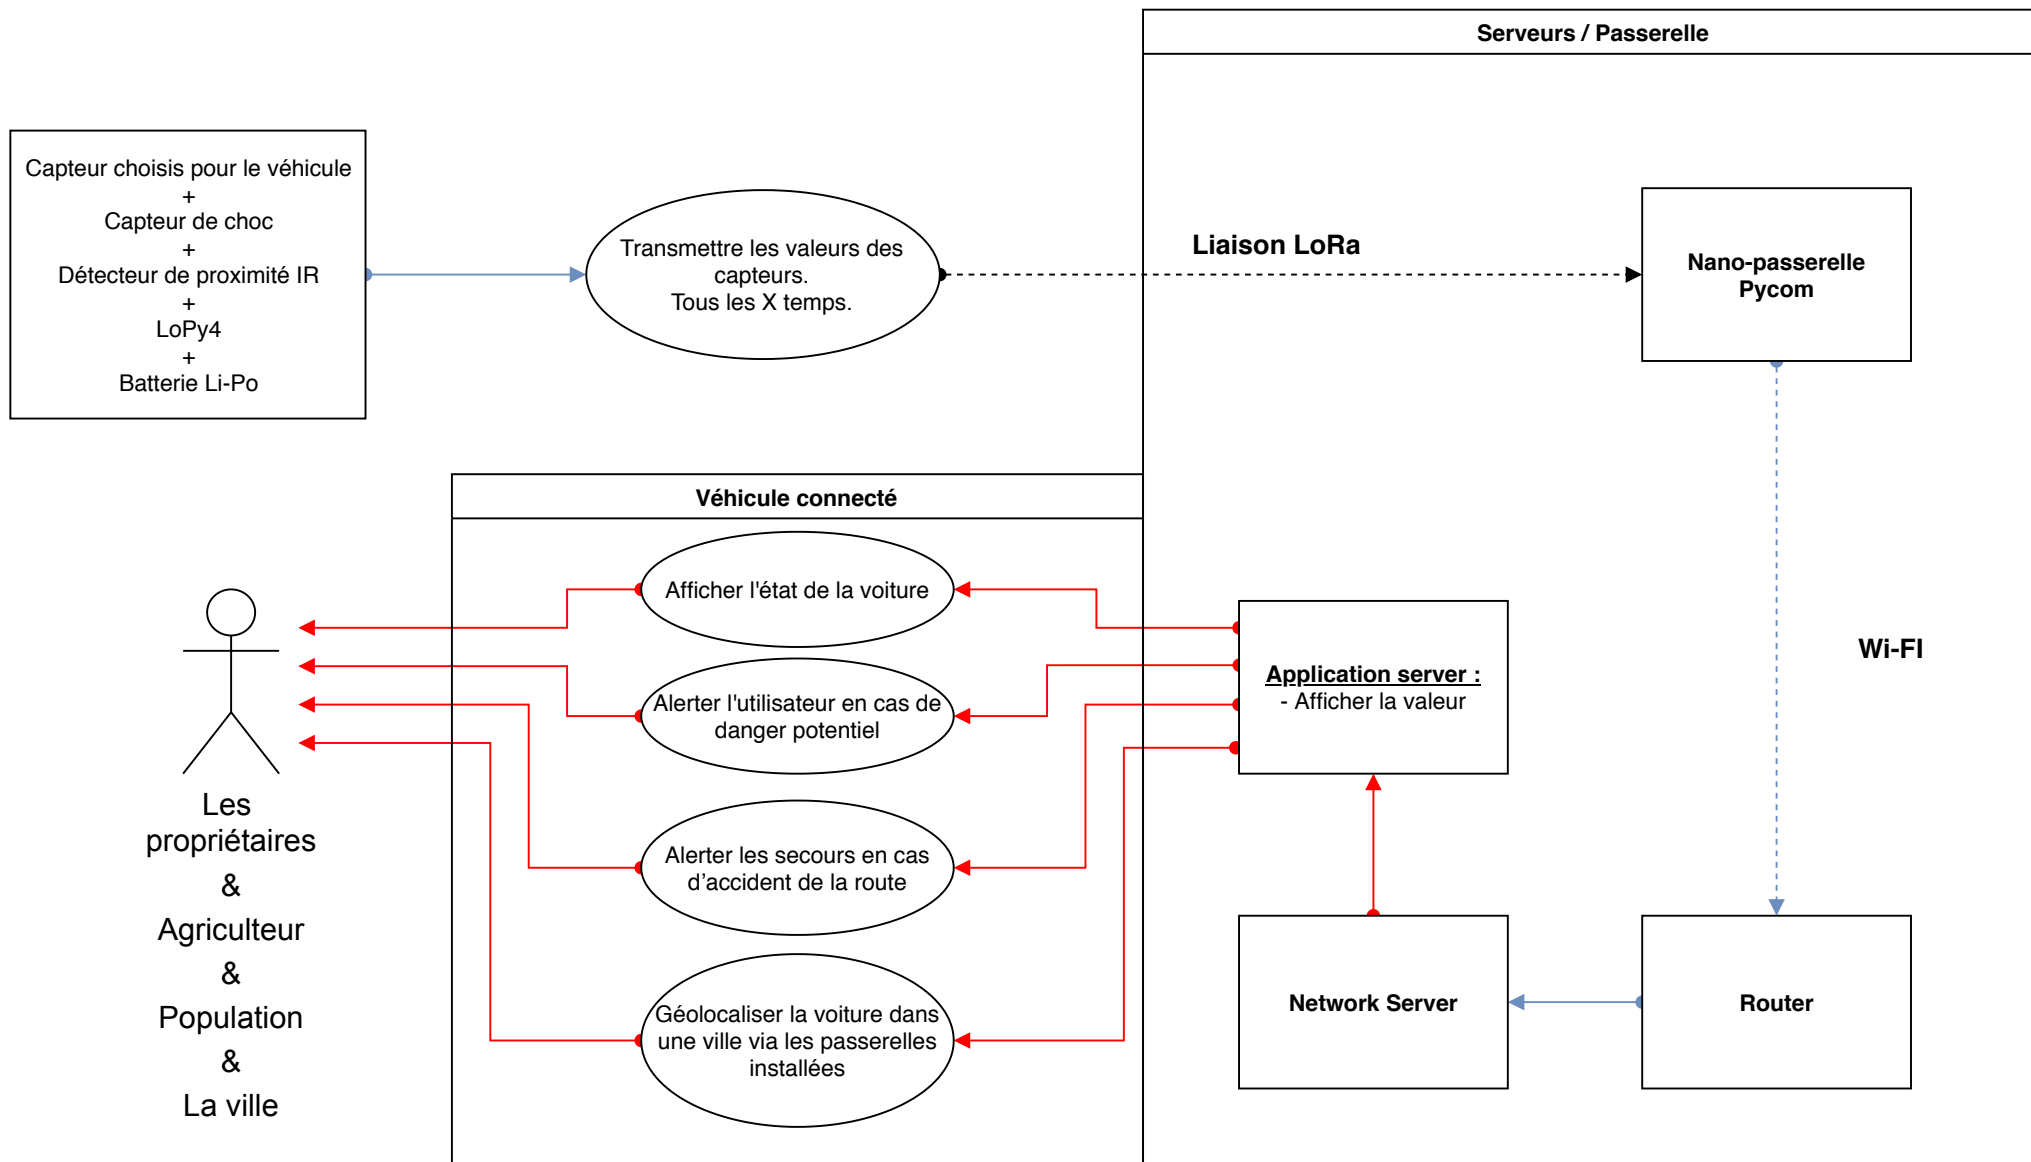 Serveurs / Passerelle
Capteur choisis pour le véhicule
+
Capteur de choc
+
Détecteur de proximité IR
+
LoPy4
+
Batterie Li-Po
Transmettre les valeurs des
capteurs.
Tous les X temps.
Liaison LoRa
Nano-passerelle
Pycom
Wi-FI
Véhicule connecté
Afficher l'état de la voiture
Alerter l'utilisateur en cas de
danger potentiel
Alerter les secours en cas
d’accident de la route
Géolocaliser la voiture dans
une ville via les passerelles
installées
Application server :
- Afficher la valeur
Network Server
Router
Les
propriétaires
&
Agriculteur
&
Population
&
La ville